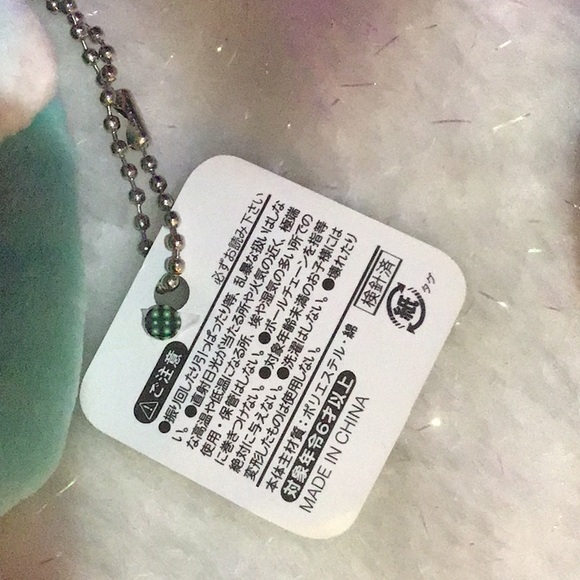 ⚠ご注意 必ずお読み下さい
●振り回したり引っぱったり等、乱暴な扱いはしな
い。●直射日光が当たる所や火気の近く、極端
な高温や低温になる所、埃や湿気の多い所での
使用・保管はしない。●ボールチェーンを指等
に巻きつけない。●対象年齢未満のお子様には
絶対に与えない。●洗濯はしない。●壊れたり
変形したものは使用しない。
本体主材質:ポリエステル・綿
対象年令6才以上
検針済
MADE IN CHINA
紙
タグ